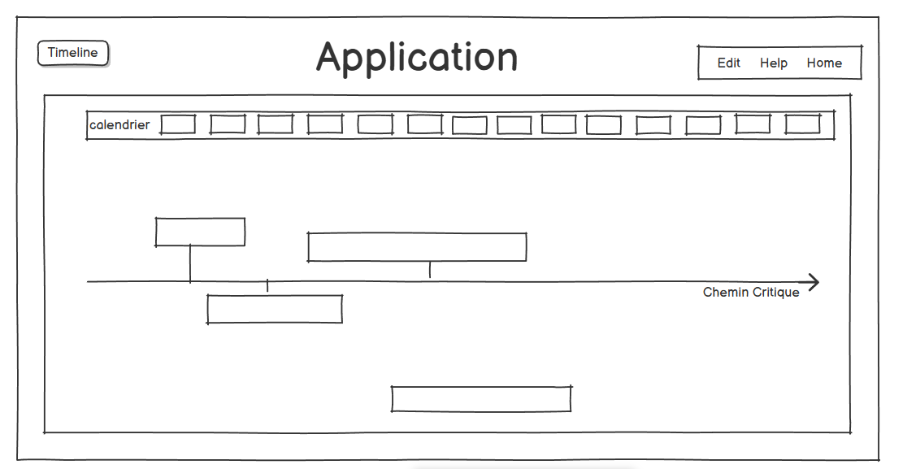 Timeline
Application
Edit Help Home
calendrier
Chemin Critique